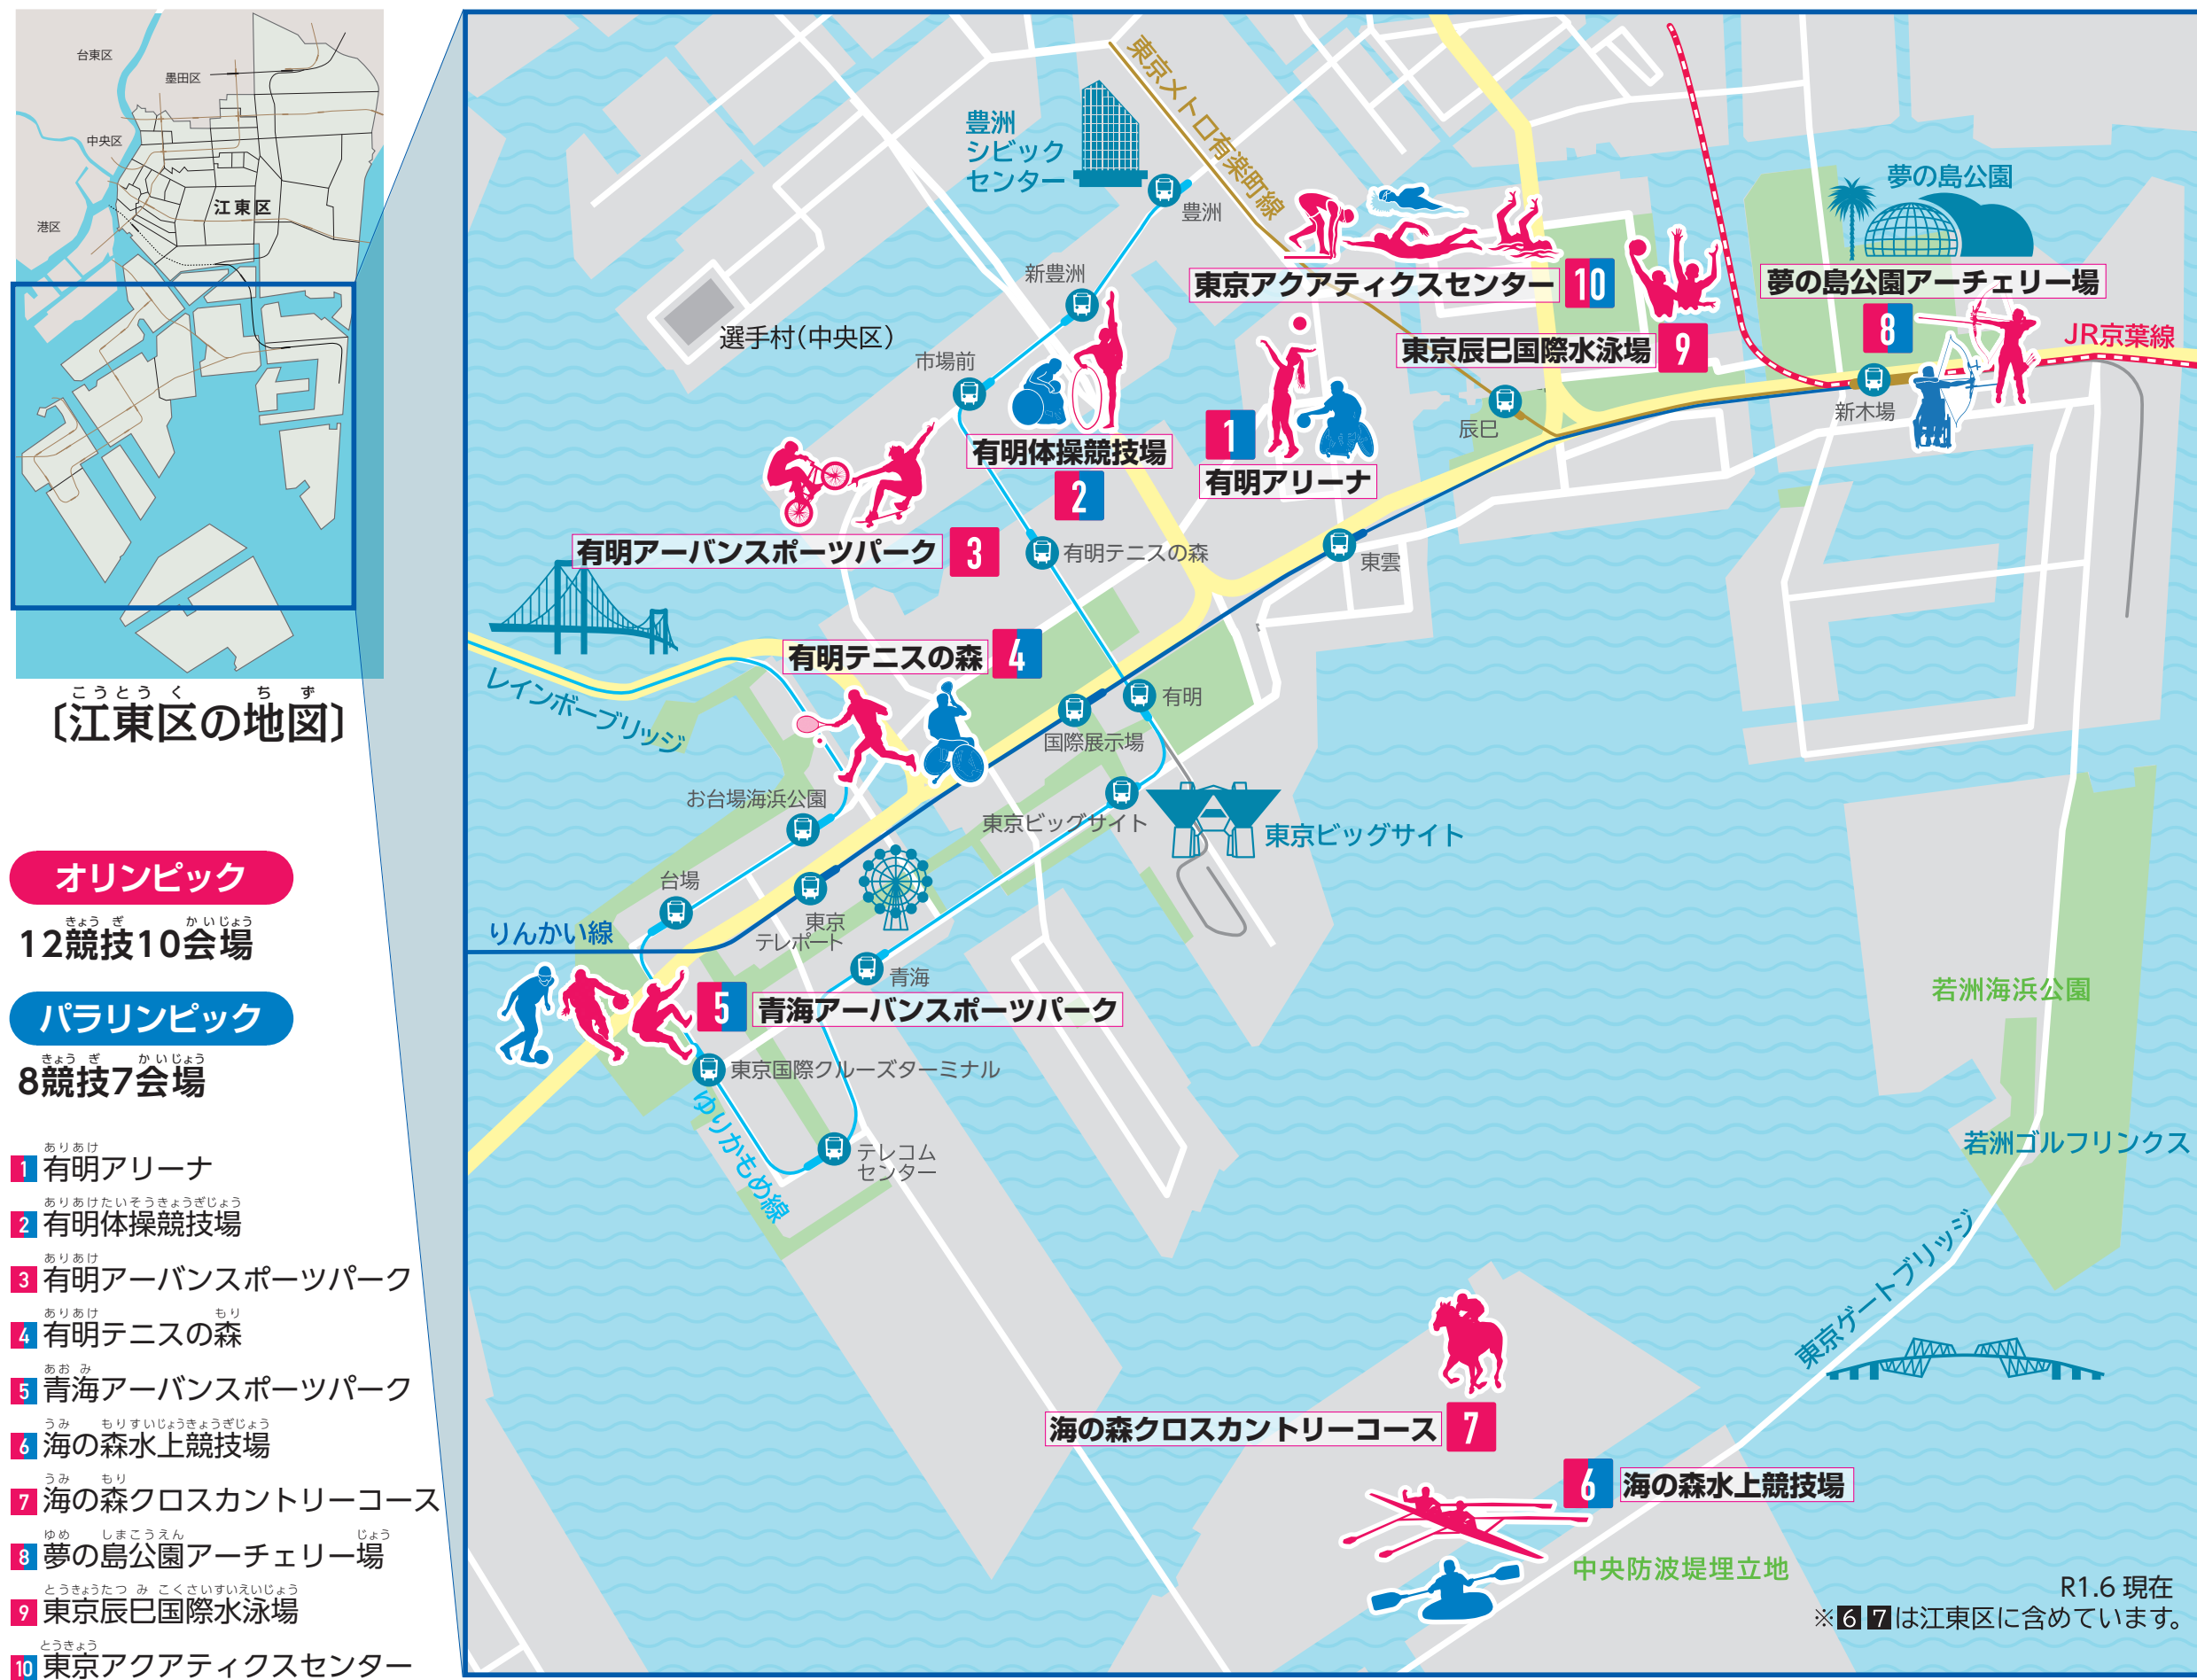 台東区
墨田区
中央区
江東区
港区
こうとう く ち ず
〔江東区の地図〕
オリンピック
きょう ぎ かいじょう
12競技10会場
パラリンピック
きょう ぎ かいじょう
8競技7会場
ありあけ
1 有明アリーナ
ありあけたいそうきょうぎじょう
2 有明体操競技場
ありあけ
3 有明アーバンスポーツパーク
ありあけ もり
4 有明テニスの森
あお み
5 青海アーバンスポーツパーク
うみ もりすいじょうきょうぎじょう
6 海の森水上競技場
うみ もり
7 海の森クロスカントリーコース
ゆめ しまこうえん じょう
8 夢の島公園アーチェリー場
とうきょうたつ み こくさいすいえいじょう
9 東京辰巳国際水泳場
とうきょう
10 東京アクアティクスセンター
東京メトロ有楽町線
豊洲
シビック
センター
豊洲
新豊洲
選手村（中央区）
市場前
夢の島公園
東京アクアティクスセンター 10
夢の島公園アーチェリー場
8
JR京葉線
東京辰巳国際水泳場 9
新木場
辰巳
有明体操競技場
2
1
有明アリーナ
有明アーバンスポーツパーク 3
有明テニスの森
東雲
有明テニスの森 4
レインボーブリッジ
有明
国際展示場
お台場海浜公園
東京ビッグサイト
東京ビッグサイト
台場
東京
テレポート
りんかい線
青海
5 青海アーバンスポーツパーク
東京国際クルーズターミナル
ゆりかもめ線
テレコム
センター
若洲海浜公園
若洲ゴルフリンクス
東京ゲートブリッジ
海の森クロスカントリーコース 7
6 海の森水上競技場
中央防波堤埋立地
R1.6 現在
※6 7は江東区に含めています。